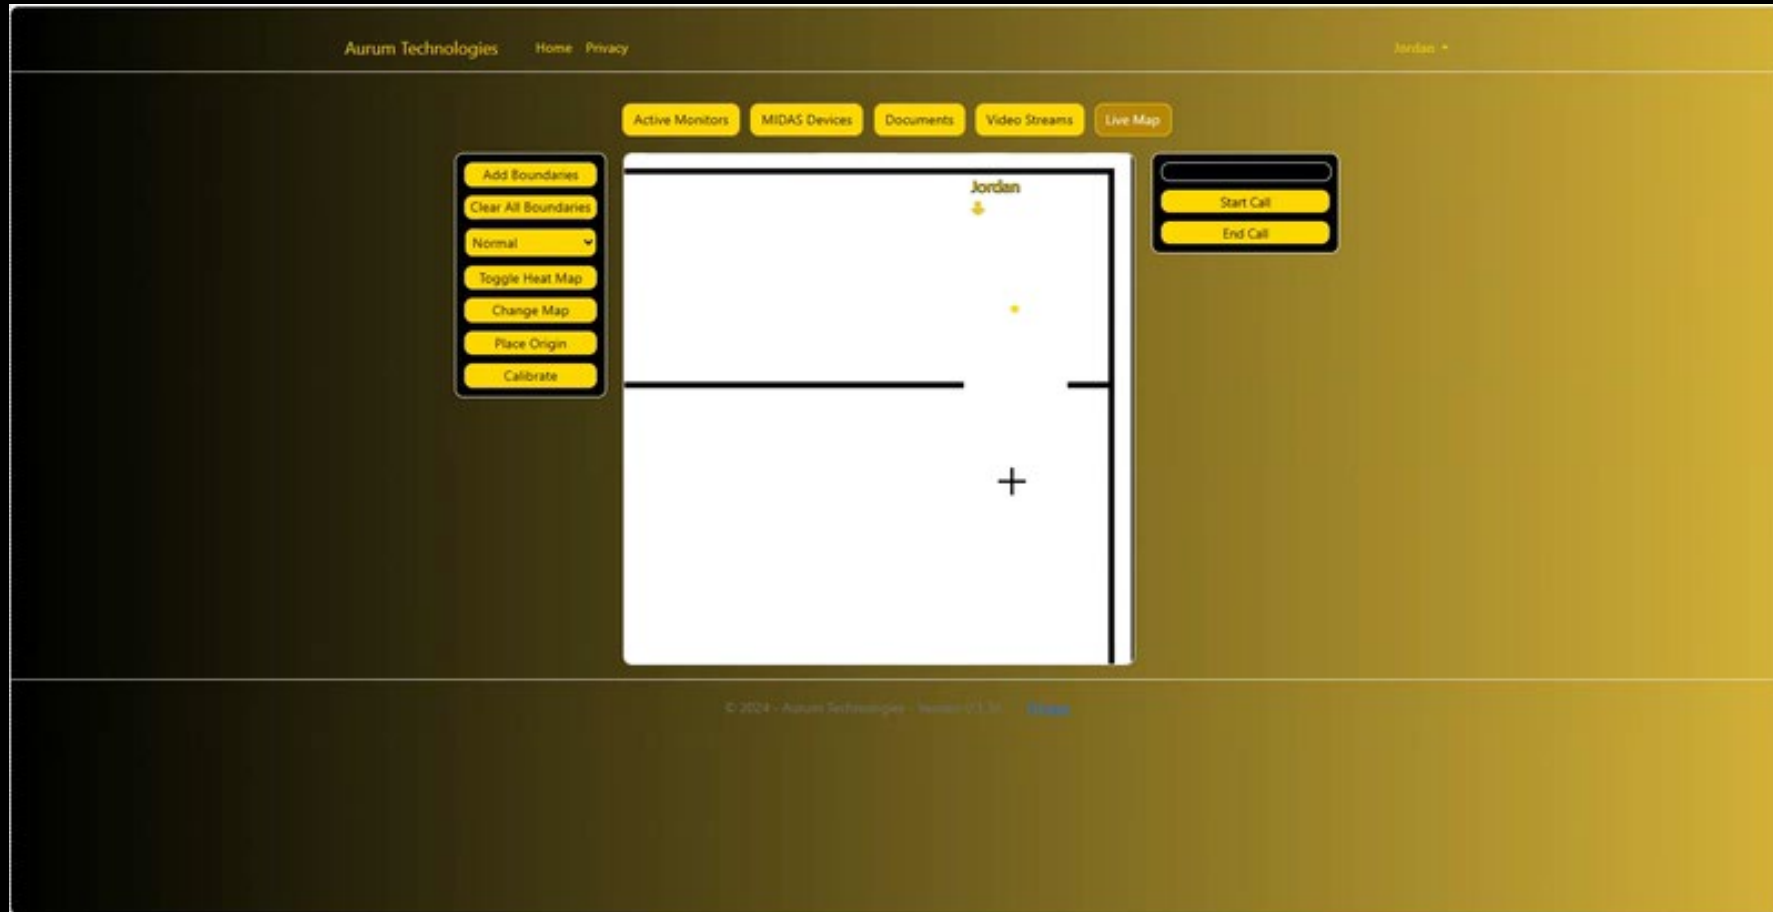 Aurum Technologies Home Privacy Jordan
Active Monitors MIDAS Devices Documents Video Streams Live Map
Add Boundaries
Clear All Boundaries
Normal
Toggle Heat Map
Change Map
Place Origin
Calibrate
Jordan
Start Call
End Call
© 2024 - Aurum Technologies - Version